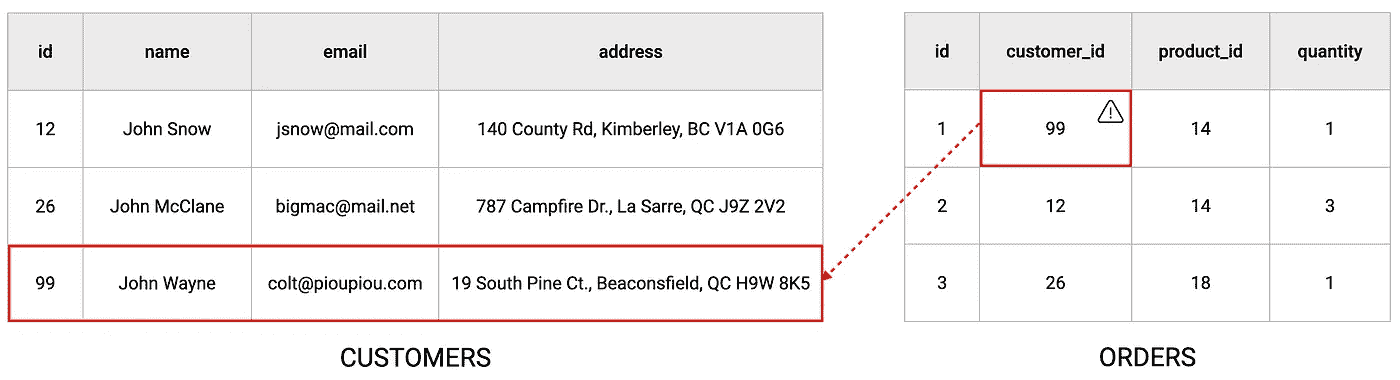 id name email address
12 John Snow jsnow@mail.com 140 County Rd, Kimberley, BC V1A 0G6
26 John McClane bigmac@mail.net 787 Campfire Dr., La Sarre, QC J9Z 2V2
99 John Wayne colt@pioupiou.com 19 South Pine Ct., Beaconsfield, QC H9W 8K5
CUSTOMERS
id customer_id product_id quantity
1 99 14 1
2 12 14 3
3 26 18 1
ORDERS